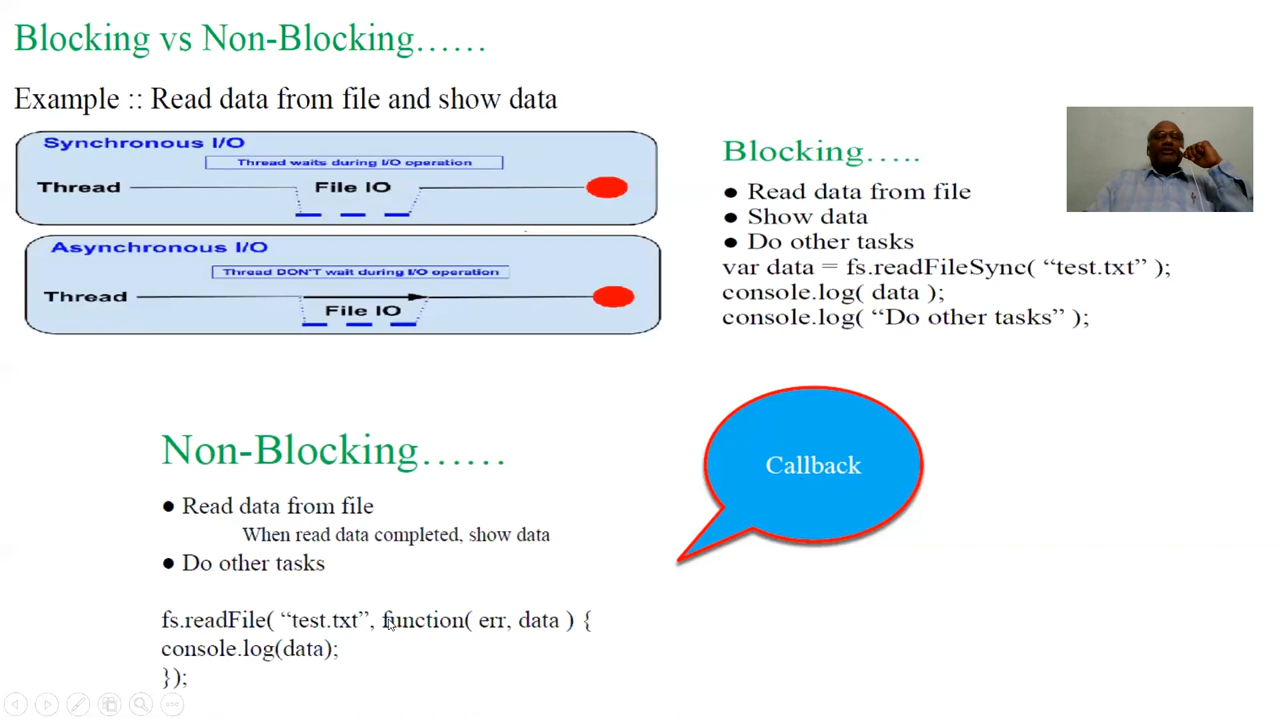 Blocking vs Non-Blocking……
Example :: Read data from file and show data
Synchronous I/O
Thread waits during I/O operation
Thread
File IO
Asynchronous I/O
Thread DON'T wait during I/O operation
Thread
File IO
Blocking…..
● Read data from file
● Show data
● Do other tasks
var data = fs.readFileSync( “test.txt” );
console.log( data );
console.log( “Do other tasks” );
Non-Blocking……
● Read data from file
When read data completed, show data
● Do other tasks
fs.readFile( “test.txt”, function( err, data ) {
console.log(data);
});
Callback